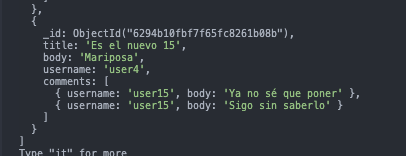 },
{
_id: ObjectId("6294b10fbf7f65fc8261b08b"),
title: 'Es el nuevo 15',
body: 'Mariposa',
username: 'user4',
comments: [
{ username: 'user15', body: 'Ya no sé que poner' },
{ username: 'user15', body: 'Sigo sin saberlo' }
]
}
]
Type "it" for more